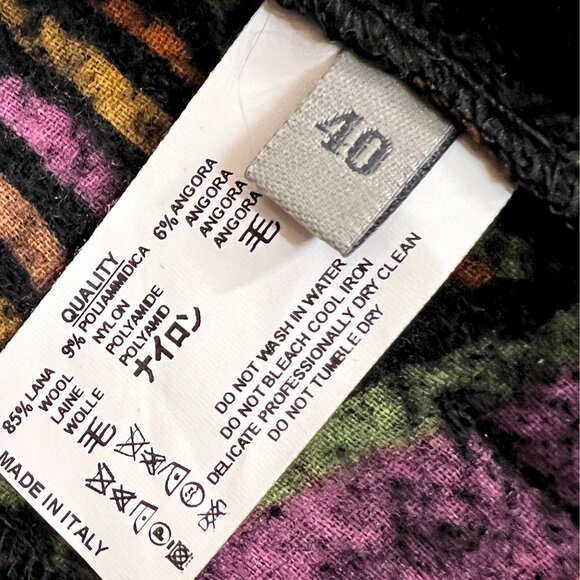 40
QUALITY
9% POLIAMMIDICA
NYLON
POLYAMIDE
POLYAMID
ナイロン
6% ANGORA
ANGORA
ANGORA
ANGORA
毛
85% LANA
WOOL
LAINE
WOLLE
毛
DO NOT WASH IN WATER
DO NOT BLEACH COOL IRON
DELICATE PROFESSIONALLY DRY CLEAN
DO NOT TUMBLE DRY
MADE IN ITALY